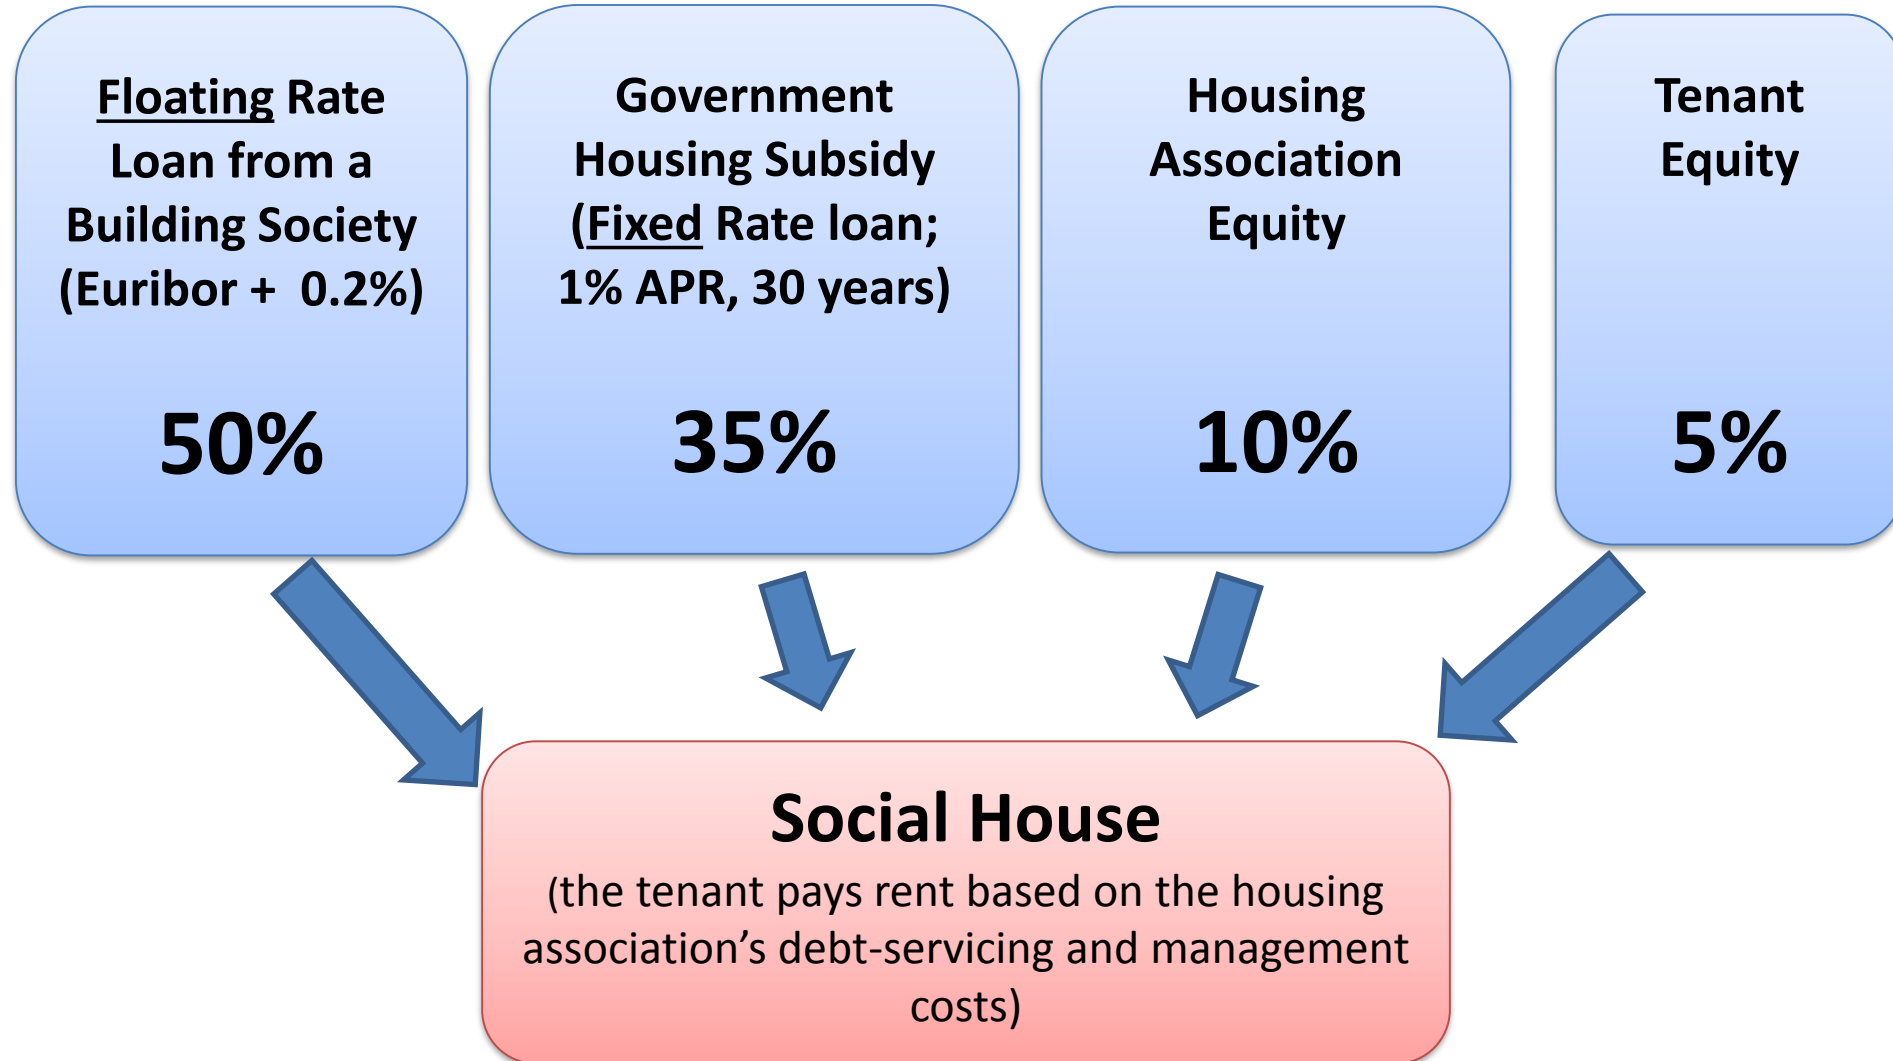 Floating Rate
Loan from a
Building Society
(Euribor +  0.2%)
50%
Government
Housing Subsidy
(Fixed Rate loan;
1% APR, 30 years)
35%
Housing
Association
Equity
10%
Tenant
Equity
5%
Social House
(the tenant pays rent based on the housing
association’s debt-servicing and management
costs)